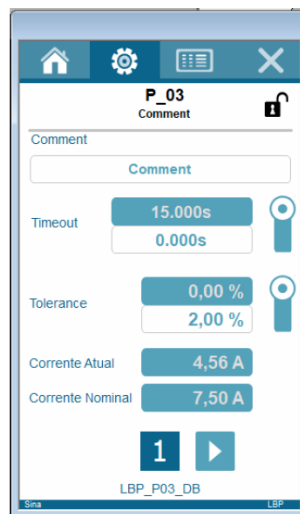 P_03
Comment
Comment
Comment
Timeout
15.000s
0.000s
Tolerance
0,00 %
2,00 %
Corrente Atual 4,56 A
Corrente Nominal 7,50 A
1
LBP_P03_DB
Sina LBP